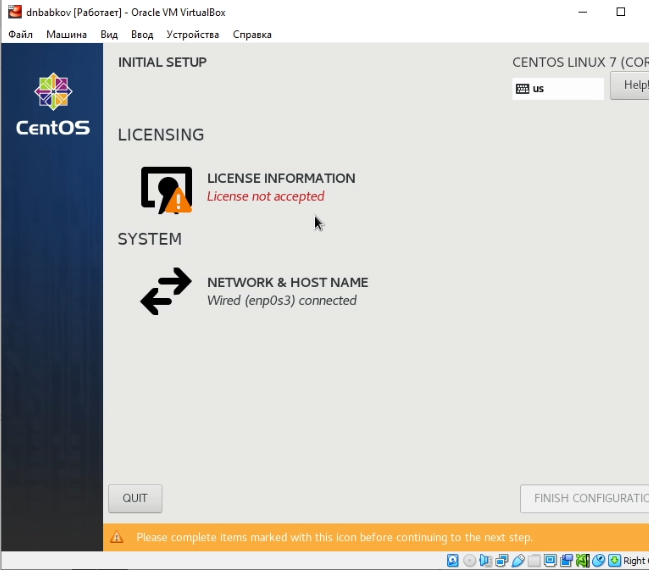 dnbabkov [Работает] - Oracle VM VirtualBox
Файл Машина Вид Ввод Устройства Справка
INITIAL SETUP
CENTOS LINUX 7 (COR
us
Help!
CentOS
LICENSING
LICENSE INFORMATION
License not accepted
SYSTEM
NETWORK & HOST NAME
Wired (enp0s3) connected
QUIT
FINISH CONFIGURATIO
Please complete items marked with this icon before continuing to the next step.
Right